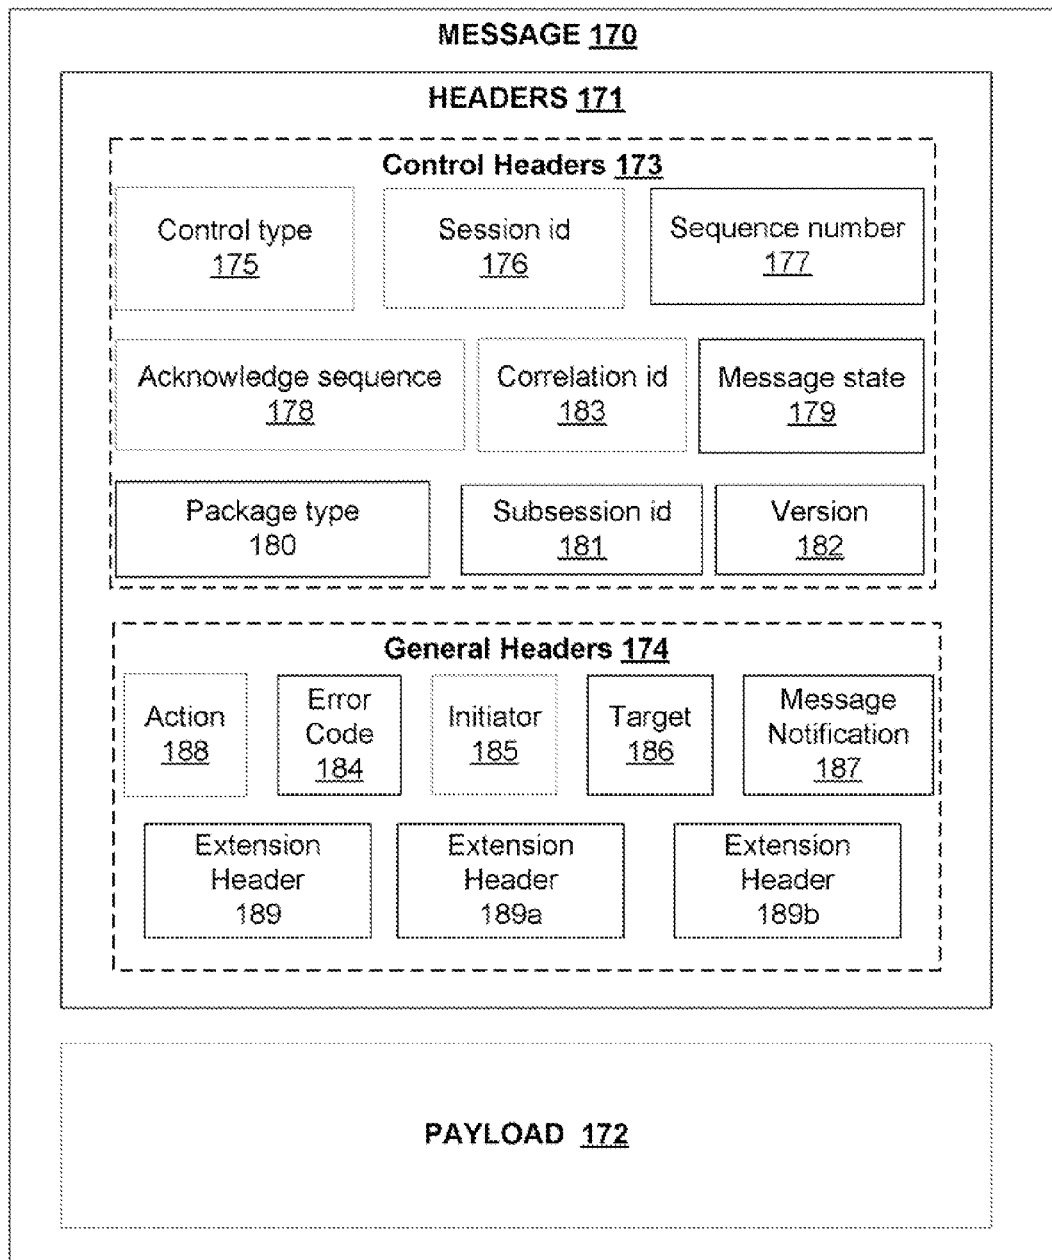 MESSAGE 170
HEADERS 171
Control Headers 173
Control type
175
Session id
176
Sequence number
177
Acknowledge sequence
178
Correlation id
183
Message state
179
Package type
180
Subsession id
181
Version
182
General Headers 174
Action
188
Error
Code
184
Initiator
185
Target
186
Message
Notification
187
Extension
Header
189
Extension
Header
189a
Extension
Header
189b
PAYLOAD 172